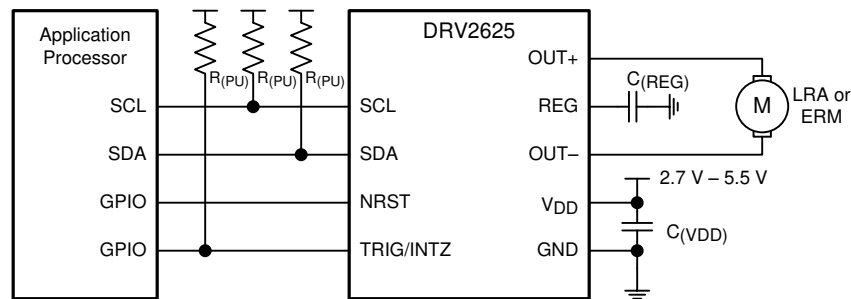 Application
Processor
SCL
SDA
GPIO
GPIO
R(PU)
R(PU)
R(PU)
DRV2625
SCL
SDA
NRST
TRIG/INTZ
OUT+
REG
OUT–
VDD
GND
C(REG)
M
LRA or
ERM
2.7 V – 5.5 V
C(VDD)